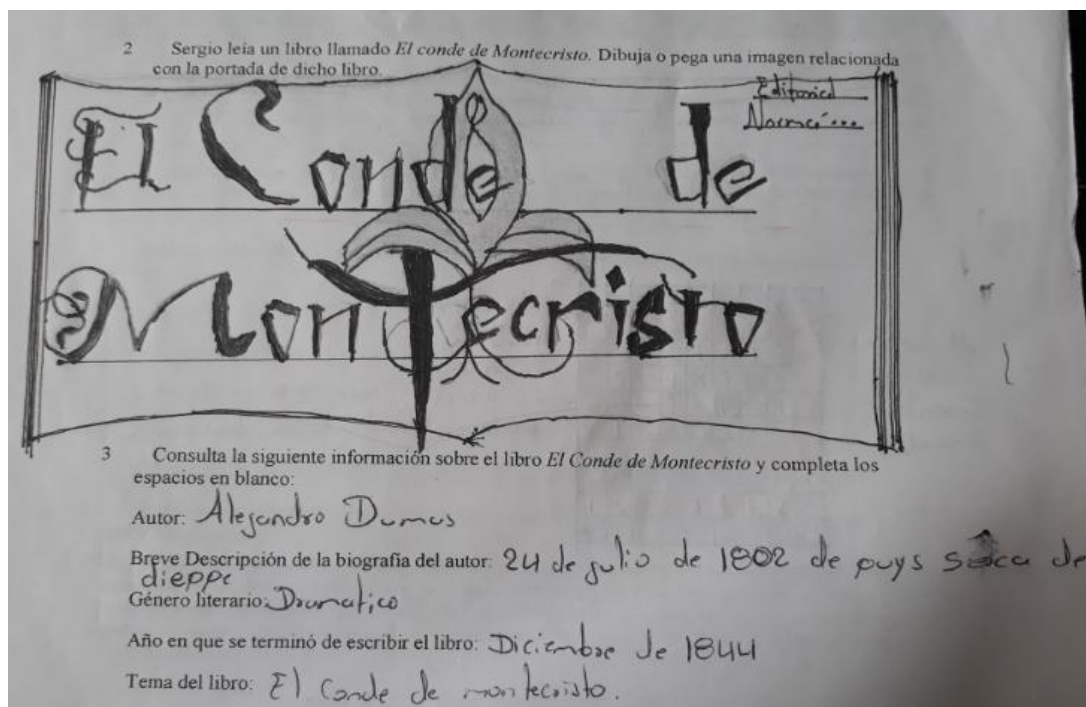 2 Sergio leía un libro llamado El conde de Montecristo. Dibuja o pega una imagen relacionada
con la portada de dicho libro.
Editorial
El Conde de
Montecristo
3 Consulta la siguiente información sobre el libro El Conde de Montecristo y completa los
espacios en blanco:
Autor: Alejandro Dumas
Breve Descripción de la biografía del autor: 24 de julio de 1802 de puys cerca de
dieppe
Género literario: Dramatico
Año en que se terminó de escribir el libro: Diciembre de 1844
Tema del libro: El Conde de montecristo.